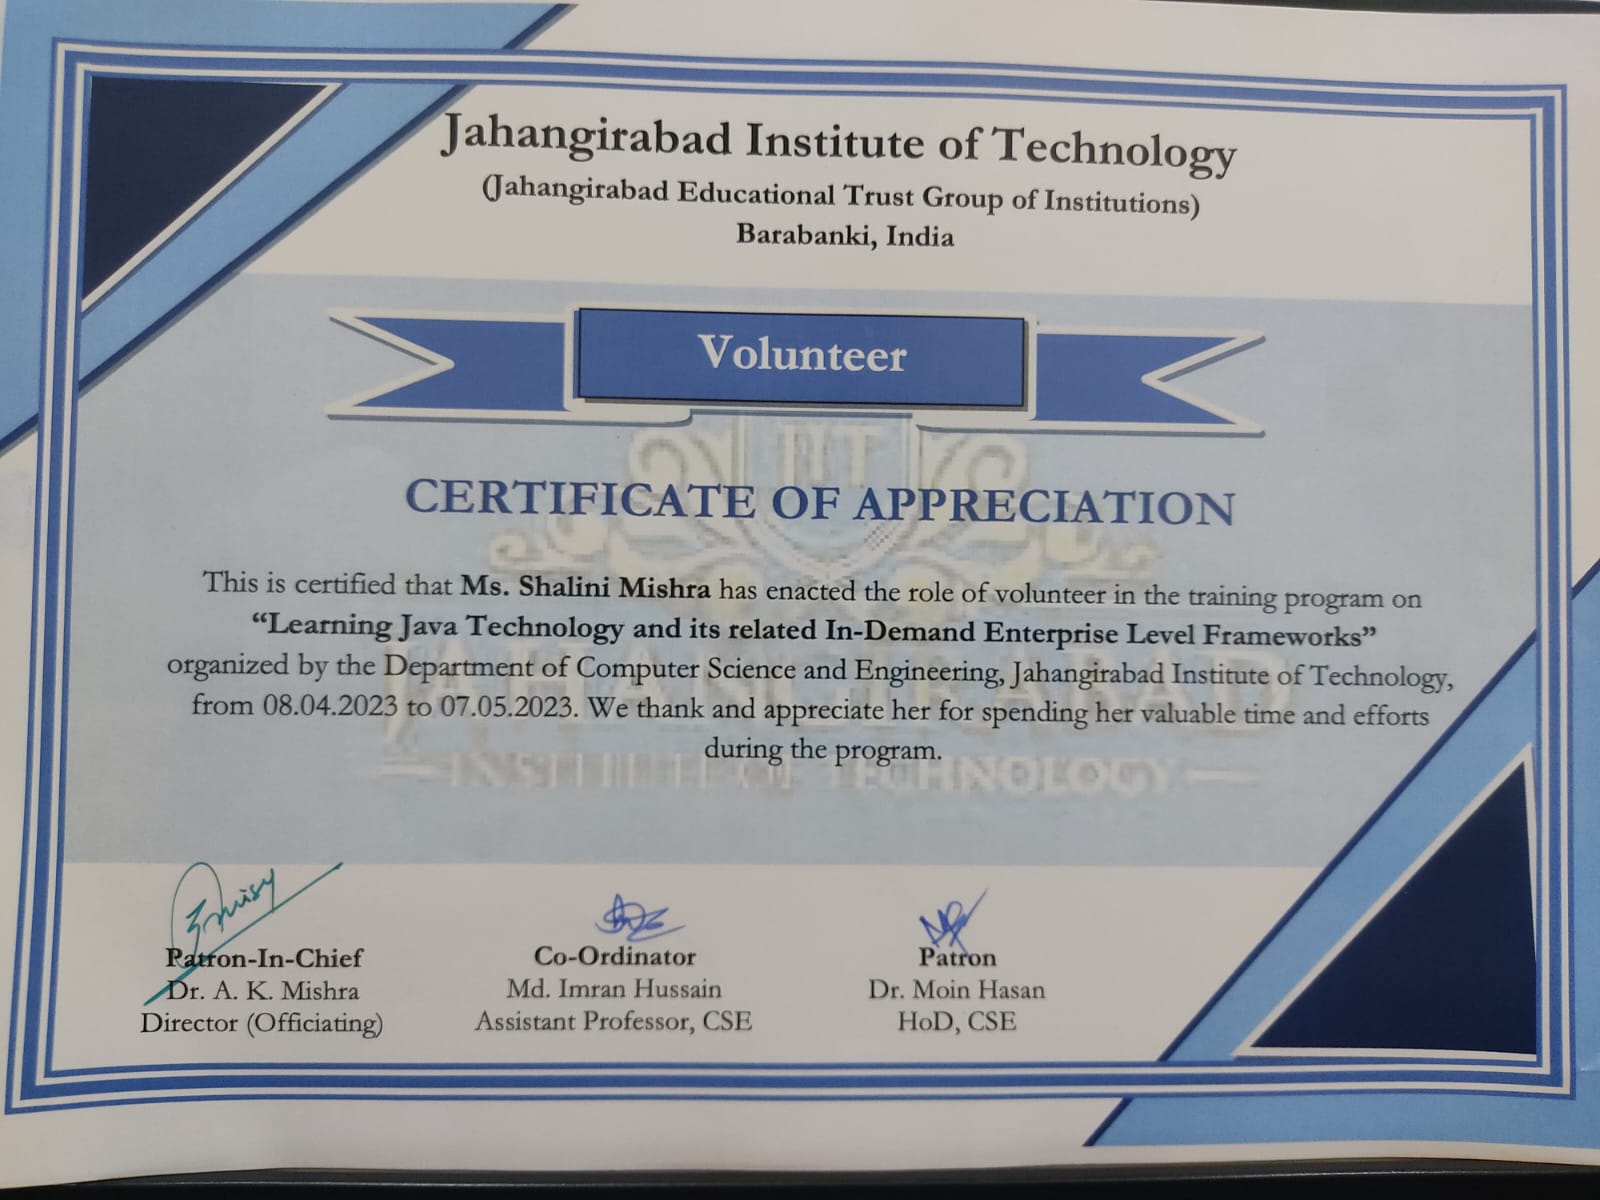 Jahangirabad Institute of Technology
(Jahangirabad Educational Trust Group of Institutions)
Barabanki, India
Volunteer
JIT
CERTIFICATE OF APPRECIATION
This is certified that Ms. Shalini Mishra has enacted the role of volunteer in the training program on
“Learning Java Technology and its related In-Demand Enterprise Level Frameworks”
organized by the Department of Computer Science and Engineering, Jahangirabad Institute of Technology,
from 08.04.2023 to 07.05.2023. We thank and appreciate her for spending her valuable time and efforts
during the program.
JAHANGIRABAD
INSTITUTE OF TECHNOLOGY
Patron-In-Chief
Dr. A. K. Mishra
Director (Officiating)
Co-Ordinator
Md. Imran Hussain
Assistant Professor, CSE
Patron
Dr. Moin Hasan
HoD, CSE